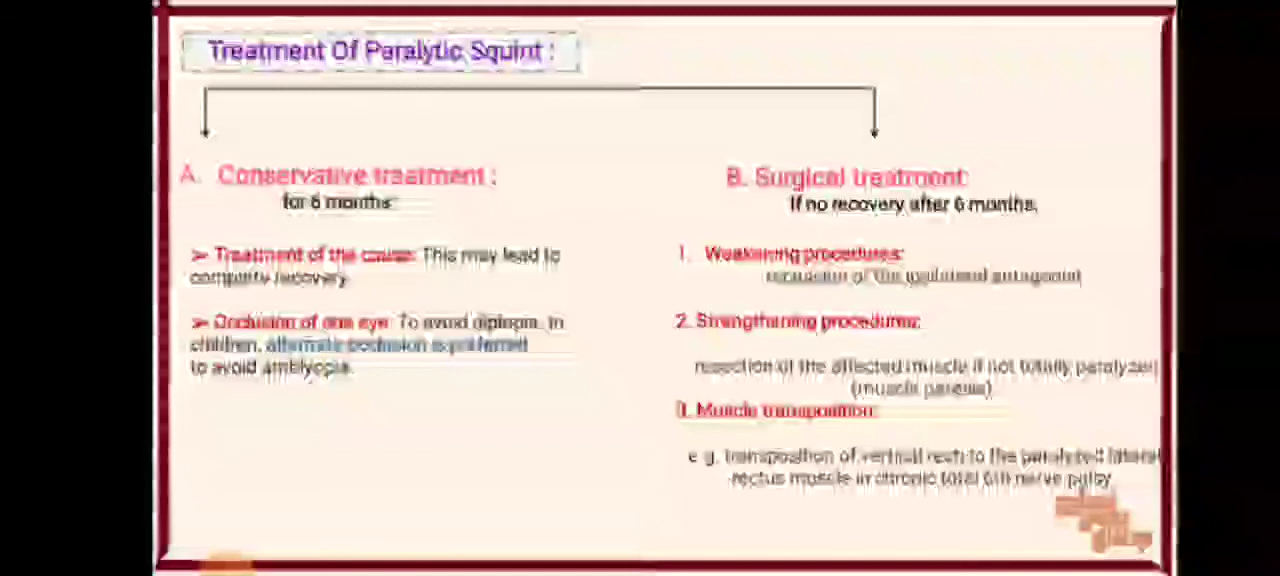 Treatment Of Paralytic Squint :
A. Conservative treatment :
for 6 months:
➢ Treatment of the cause: This may lead to
complete recovery.
➢ Occlusion of one eye: To avoid diplopia. In
children, alternate occlusion is preferred
to avoid amblyopia.
B. Surgical treatment:
If no recovery after 6 months.
1. Weakening procedures:
recession of the ipsilateral antagonist
2. Strengthening procedures:
resection of the affected muscle if not totally paralyzed
(muscle paresis)
3. Muscle transposition:
e.g. transposition of vertical recti to the paralyzed lateral
rectus muscle in chronic total 6th nerve palsy